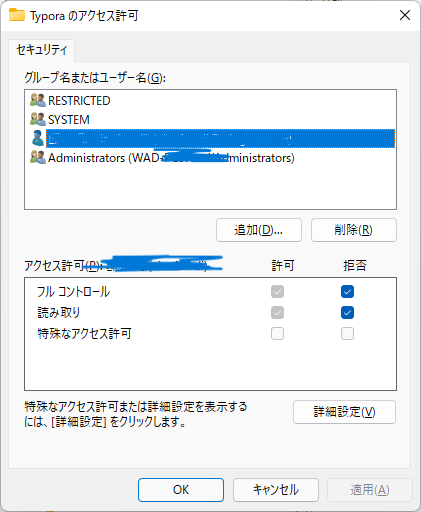 Typora のアクセス許可
セキュリティ
グループ名またはユーザー名(G):
RESTRICTED
SYSTEM
Administrators (WAD dministrators)
追加(D)...
削除(R)
アクセス許可(P):
許可
拒否
フル コントロール
読み取り
特殊なアクセス許可
特殊なアクセス許可または詳細設定を表示する
には、[詳細設定] をクリックします。
詳細設定(V)
OK
キャンセル
適用(A)